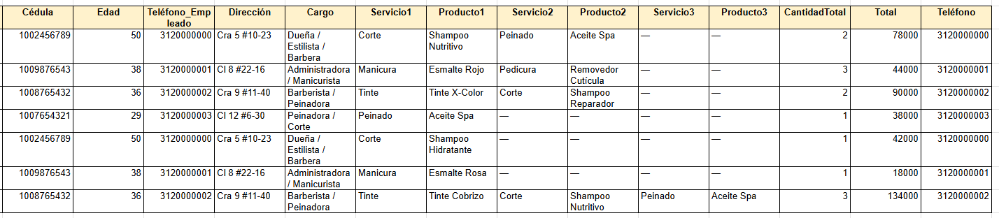 Cédula Edad Teléfono_Emp Dirección Cargo Servicio1 Producto1 Servicio2 Producto2 Servicio3 Producto3 CantidadTotal Total Teléfono
leado
1002456789 50 3120000000 Cra 5 #10-23 Dueña / Corte Shampoo Peinado Aceite Spa — — 2 78000 3120000000
Estilista / Nutritivo
Barbera
1009876543 38 3120000001 Cl 8 #22-16 Administradora Manicura Esmalte Rojo Pedicura Removedor — — 3 44000 3120000001
/ Manicurista Cutícula
1008765432 36 3120000002 Cra 9 #11-40 Barberista / Tinte Tinte X-Color Corte Shampoo — — 2 90000 3120000002
Peinadora Reparador
1007654321 29 3120000003 Cl 12 #6-30 Peinadora / Peinado Aceite Spa — — — — 1 38000 3120000003
Corte
1002456789 50 3120000000 Cra 5 #10-23 Dueña / Corte Shampoo — — — — 1 42000 3120000000
Estilista / Hidratante
Barbera
1009876543 38 3120000001 Cl 8 #22-16 Administradora Manicura Esmalte Rosa — — — — 1 18000 3120000001
/ Manicurista
1008765432 36 3120000002 Cra 9 #11-40 Barberista / Tinte Tinte Cobrizo Corte Shampoo Peinado Aceite Spa 3 134000 3120000002
Peinadora Nutritivo